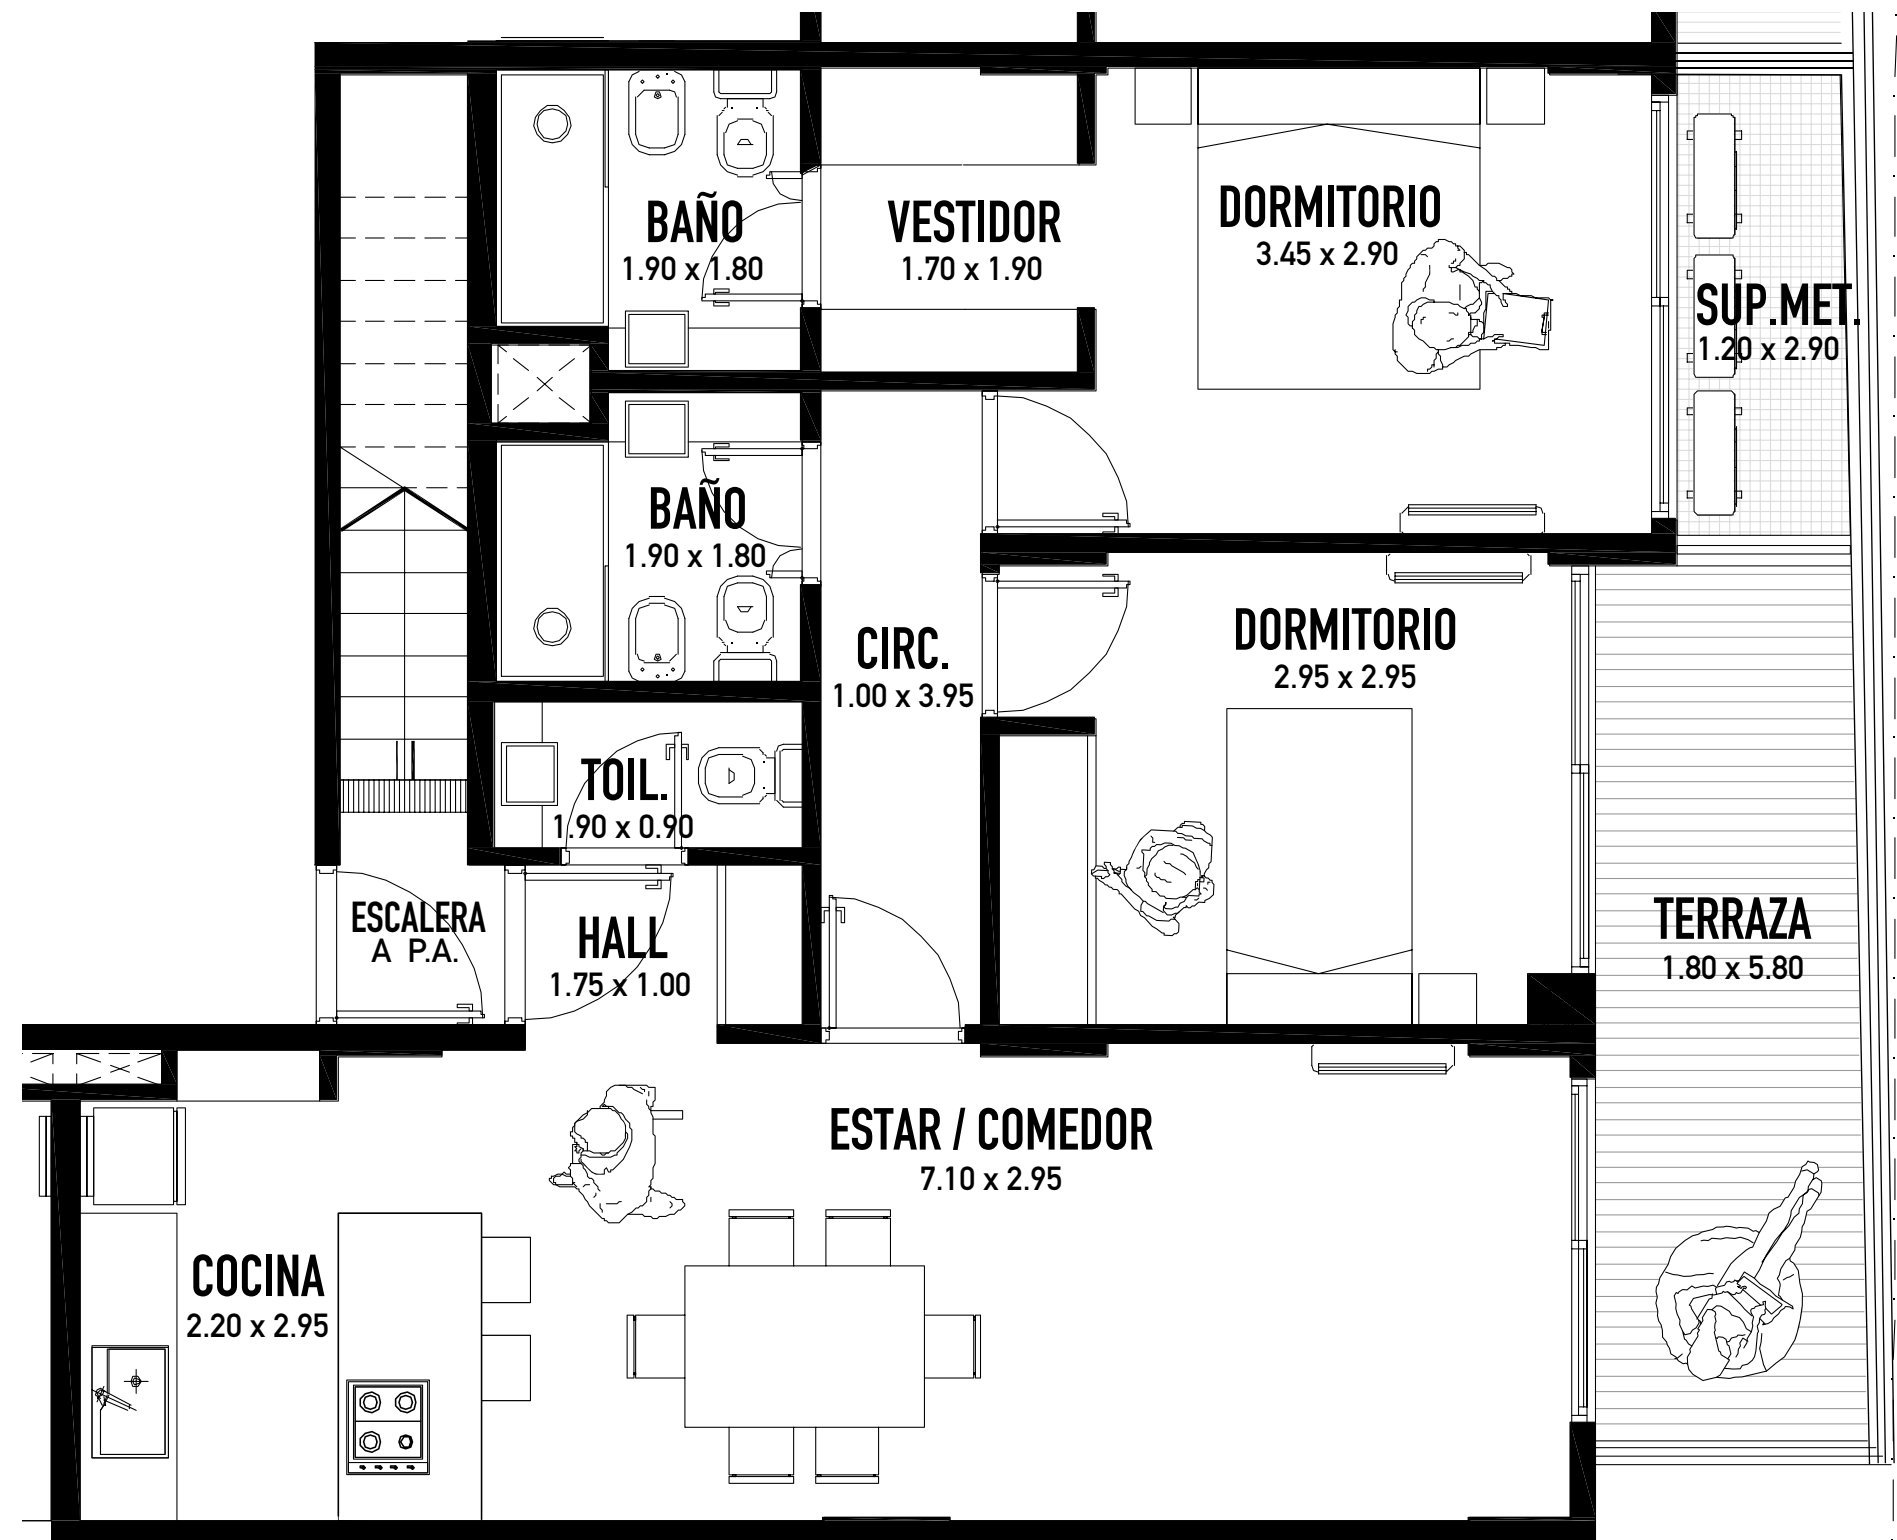 BAÑO
1.90 x 1.80
VESTIDOR
1.70 x 1.90
DORMITORIO
3.45 x 2.90
SUP.MET.
1.20 x 2.90
BAÑO
1.90 x 1.80
CIRC.
1.00 x 3.95
DORMITORIO
2.95 x 2.95
TOIL.
1.90 x 0.90
ESCALERA
A P.A.
HALL
1.75 x 1.00
TERRAZA
1.80 x 5.80
ESTAR / COMEDOR
7.10 x 2.95
COCINA
2.20 x 2.95